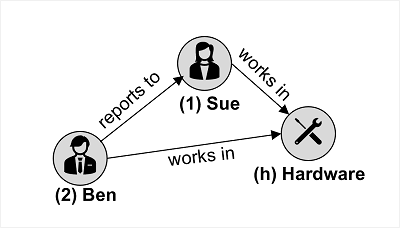 reports to
works in
(1) Sue
works in
(h) Hardware
(2) Ben